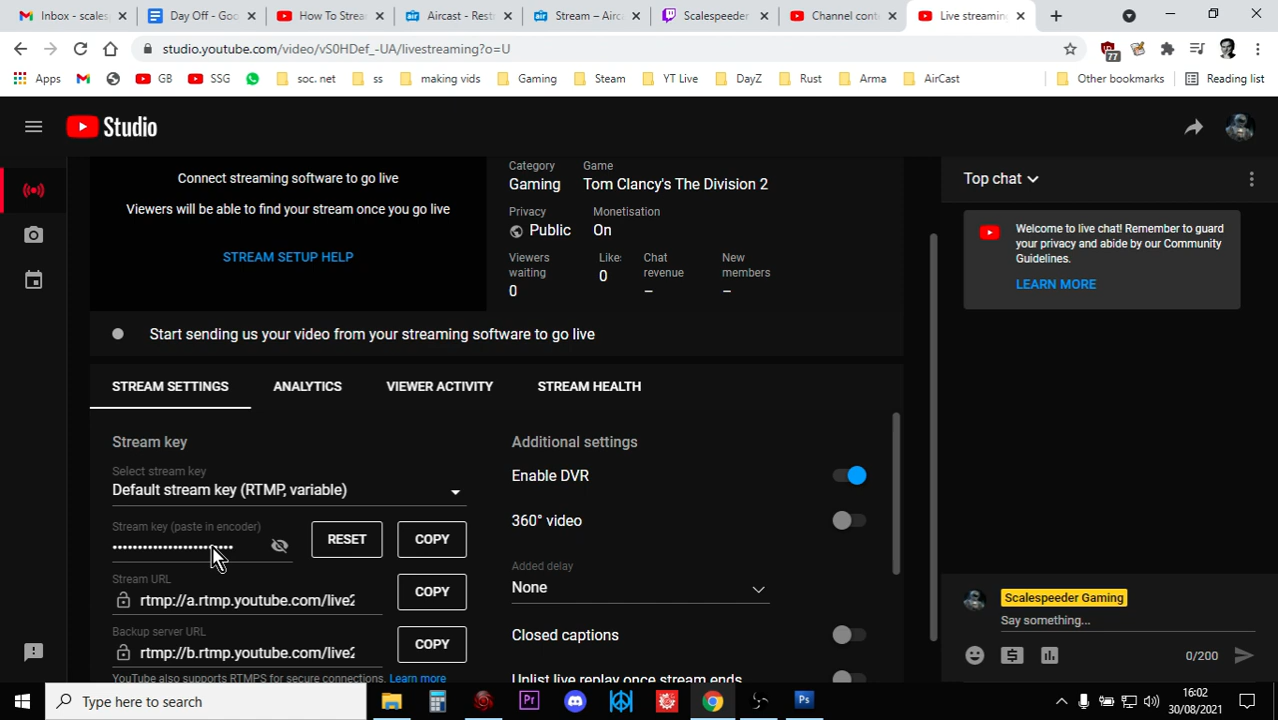 Inbox - scales
Day Off - Goo
How To Strea
Aircast - Rest
Stream – Airc
Scalespeeder
Channel cont
Live streamin
studio.youtube.com/video/vS0HDef_-UA/livestreaming?o=U
77
Apps
GB
SSG
soc. net
ss
making vids
Gaming
Steam
YT Live
DayZ
Rust
Arma
AirCast
Other bookmarks
Reading list
Studio
Connect streaming software to go live
Viewers will be able to find your stream once you go live
STREAM SETUP HELP
Category
Game
Gaming
Tom Clancy's The Division 2
Privacy
Monetisation
Public
On
Viewers waiting
Like:
Chat revenue
New members
0
0
–
–
Top chat
Welcome to live chat! Remember to guard
your privacy and abide by our Community
Guidelines.
LEARN MORE
Start sending us your video from your streaming software to go live
STREAM SETTINGS
ANALYTICS
VIEWER ACTIVITY
STREAM HEALTH
Stream key
Additional settings
Select stream key
Default stream key (RTMP, variable)
Enable DVR
Stream key (paste in encoder)
RESET
COPY
360° video
Stream URL
rtmp://a.rtmp.youtube.com/live2
COPY
Added delay
None
Backup server URL
rtmp://b.rtmp.youtube.com/live2
COPY
Closed captions
YouTube also supports RTMPS for secure connections. Learn more
Unlist live replay once stream ends
Scalespeeder Gaming
Say something...
0/200
Type here to search
Pr
Ps
16:02
30/08/2021